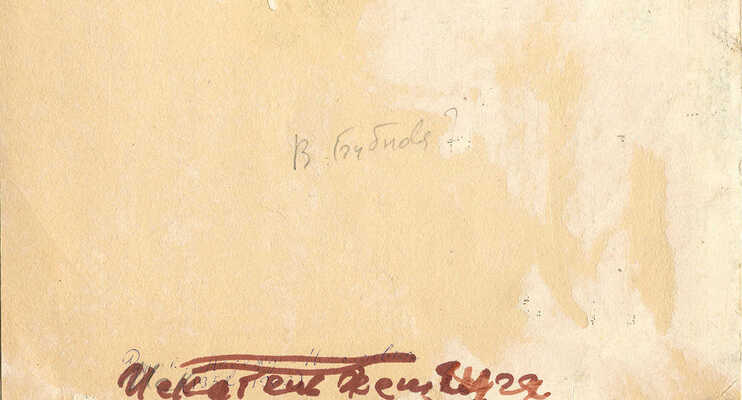 В. Бубнова?
Искатель жемчуга